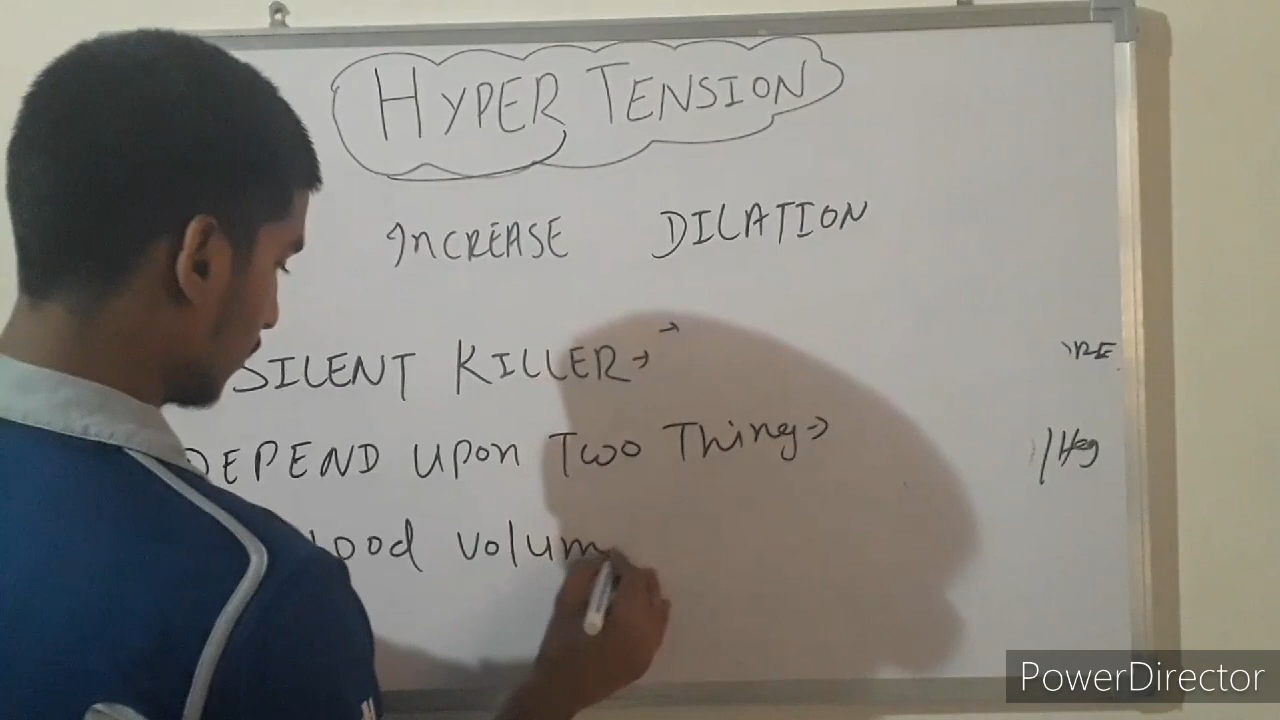 HYPER TENSION
INCREASE DILATION
SILENT KILLER→ →
DEPEND UPon Two Thing→
lood Volum
PowerDirector